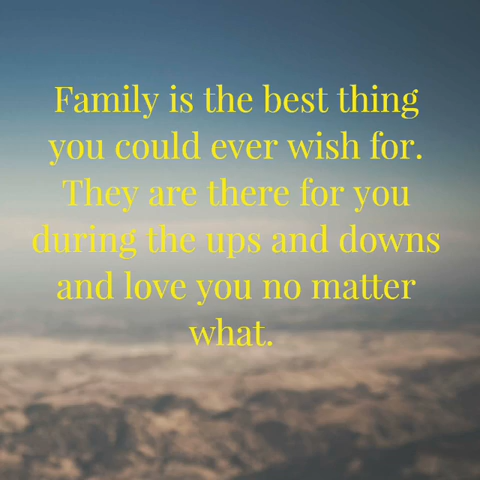 Family is the best thing
you could ever wish for.
They are there for you
during the ups and downs
and love you no matter
what.